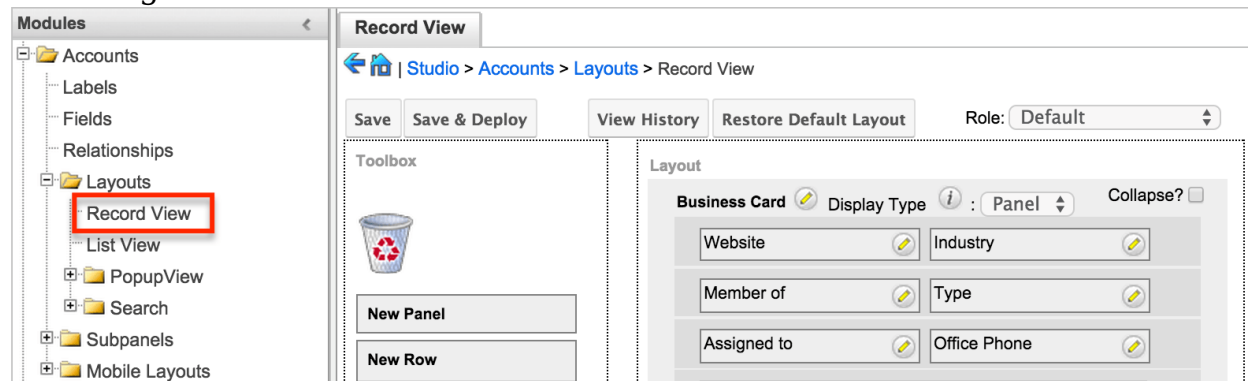 Modules <
Accounts
Labels
Fields
Relationships
Layouts
Record View
List View
PopupView
Search
Subpanels
Mobile Layouts
Record View
| Studio > Accounts > Layouts > Record View
Save Save & Deploy View History Restore Default Layout Role: Default
Toolbox
New Panel
New Row
Layout
Business Card Display Type i : Panel Collapse?
Website Industry
Member of Type
Assigned to Office Phone